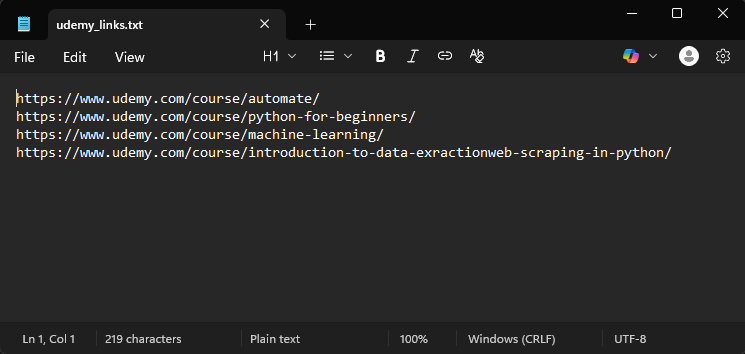 udemy_links.txt
File Edit View H1 B I
https://www.udemy.com/course/automate/
https://www.udemy.com/course/python-for-beginners/
https://www.udemy.com/course/machine-learning/
https://www.udemy.com/course/introduction-to-data-exractionweb-scraping-in-python/
Ln 1, Col 1 219 characters Plain text 100% Windows (CRLF) UTF-8